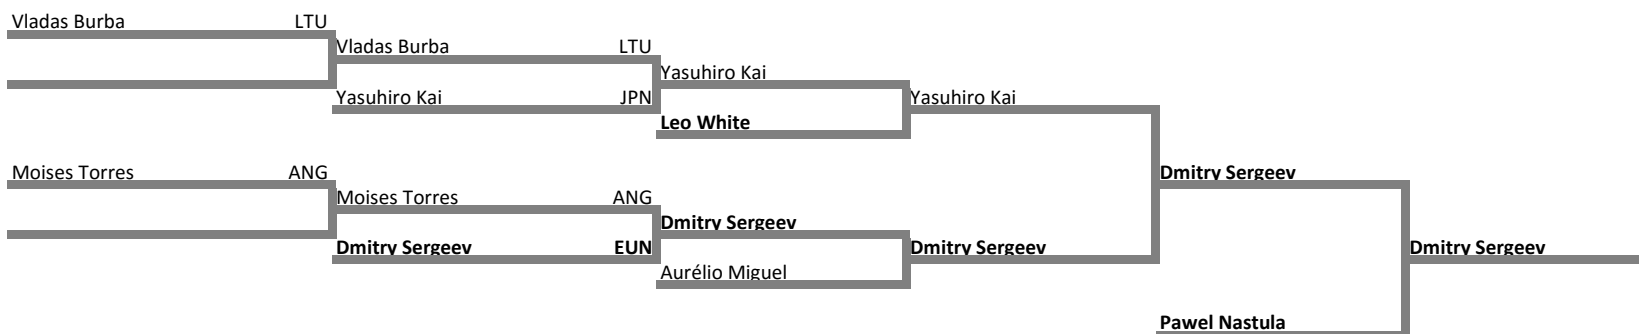 Vladas Burba LTU
Vladas Burba LTU
Yasuhiro Kai
Yasuhiro Kai JPN
Yasuhiro Kai
Leo White
Moises Torres ANG
Dmitry Sergeev
Moises Torres ANG
Dmitry Sergeev
Dmitry Sergeev EUN
Dmitry Sergeev
Dmitry Sergeev
Aurélio Miguel
Pawel Nastula